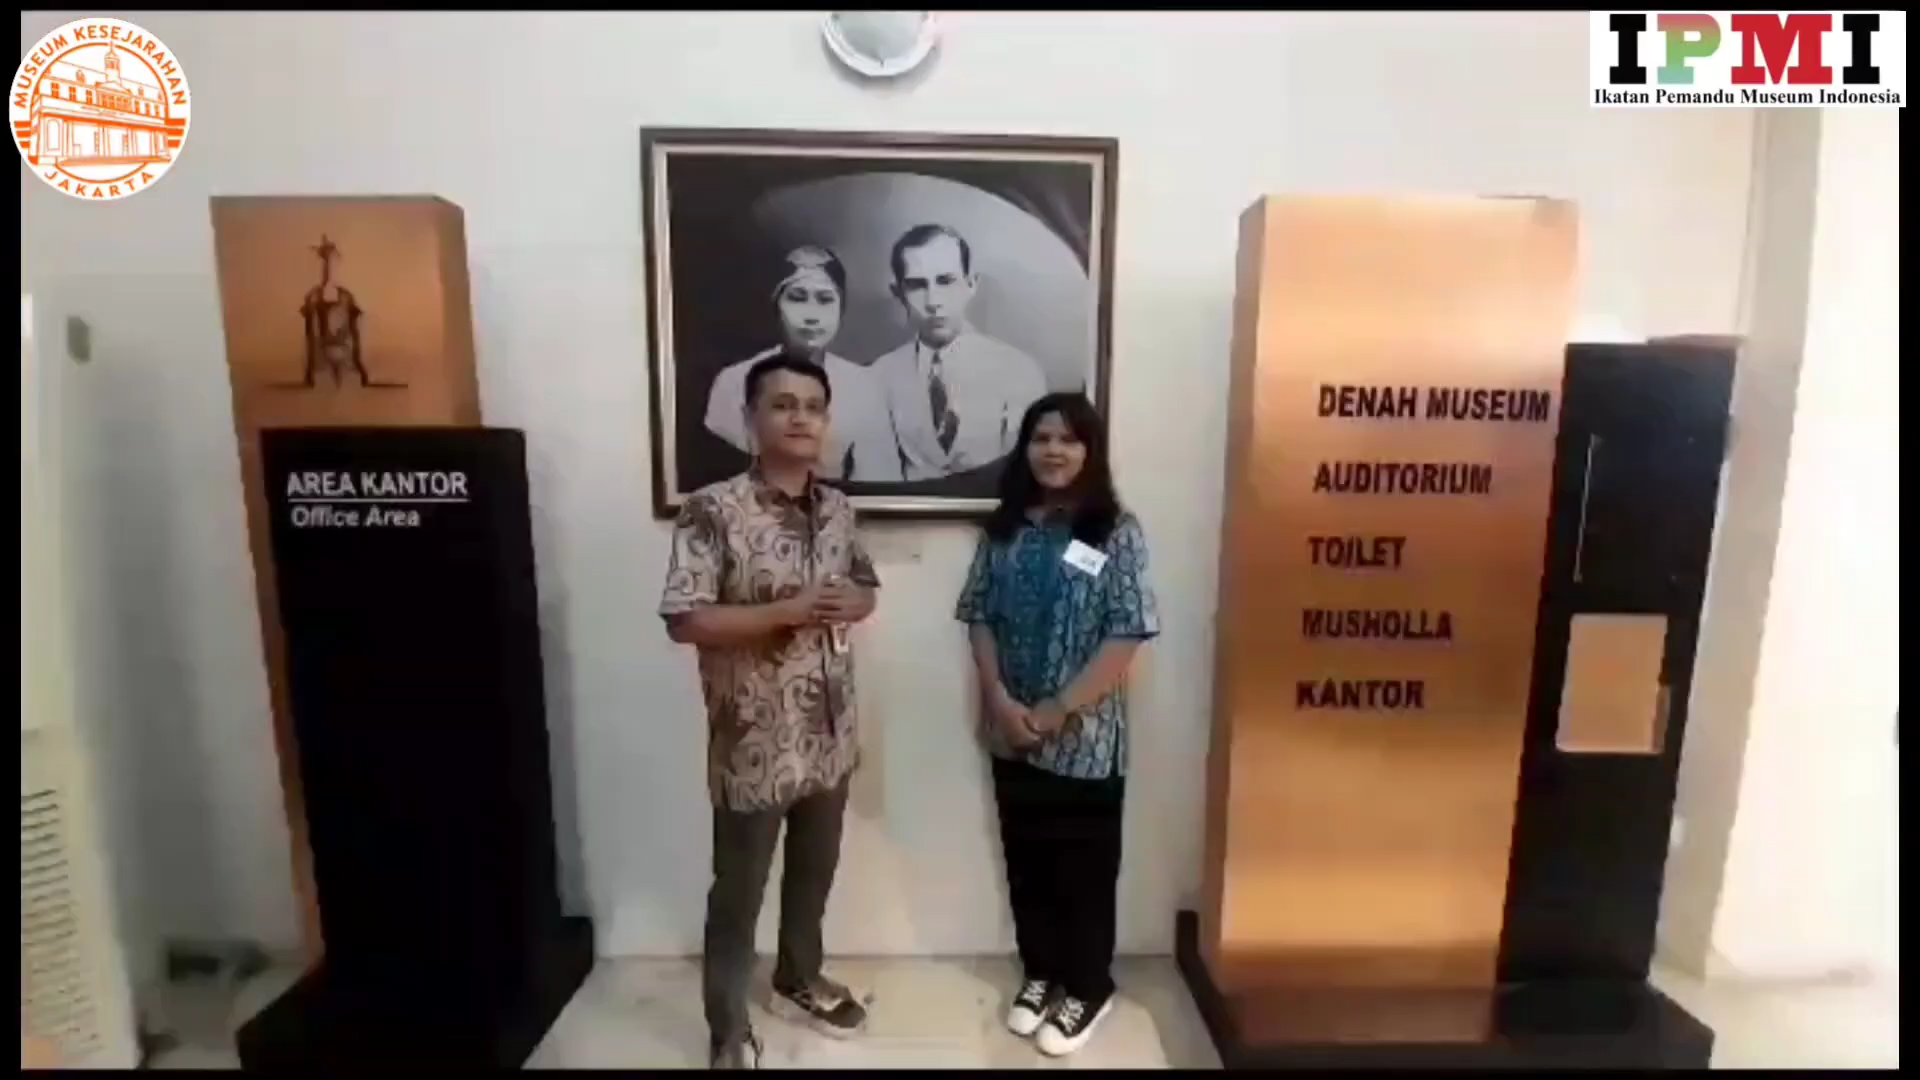 MUSEUM KESEJARAHAN
JAKARTA
IPMI
Ikatan Pemandu Museum Indonesia
AREA KANTOR
Office Area
DENAH MUSEUM
AUDITORIUM
TOILET
MUSHOLLA
KANTOR